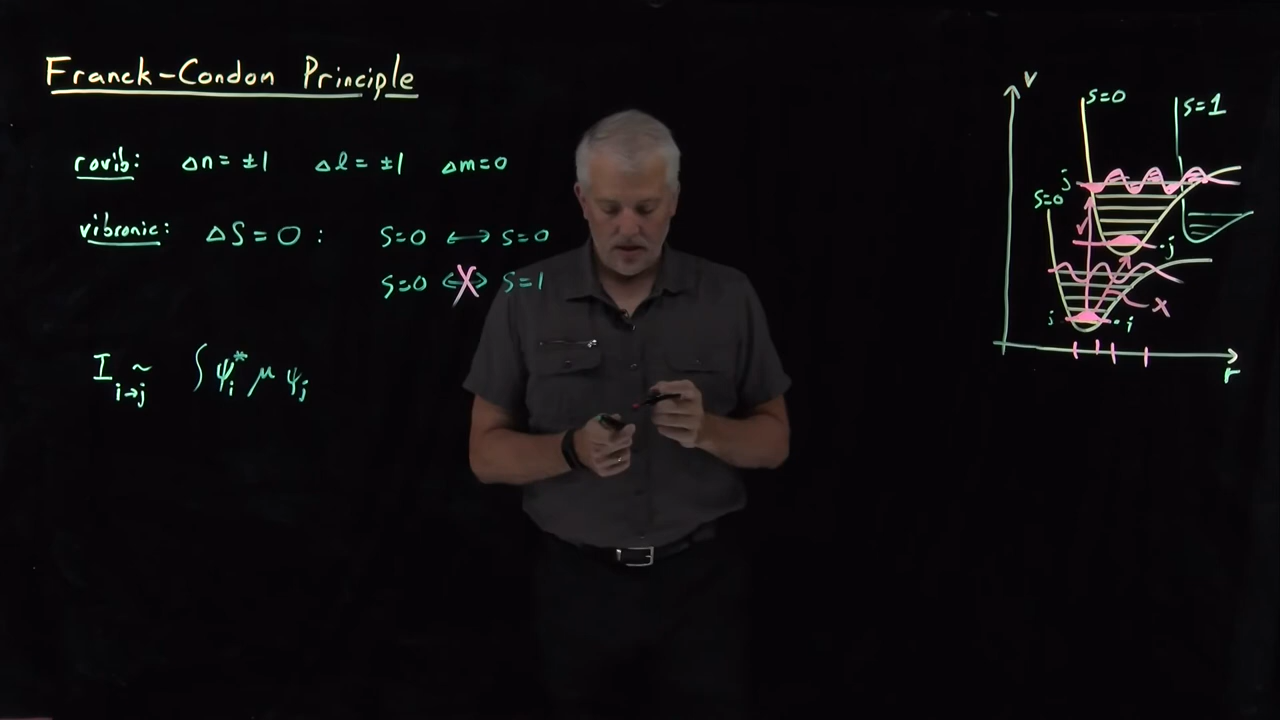 Franck-Condon Principle
rovib: Δn = ±1 Δl = ±1 Δm=0
vibronic: ΔS = 0 : S=0 ⟷ S=0
S=0 ⟷ S=1
I i→j ~ ∫ψi* μ ψj
V
S=0
S=1
j
S=0
j
X
i
i
r